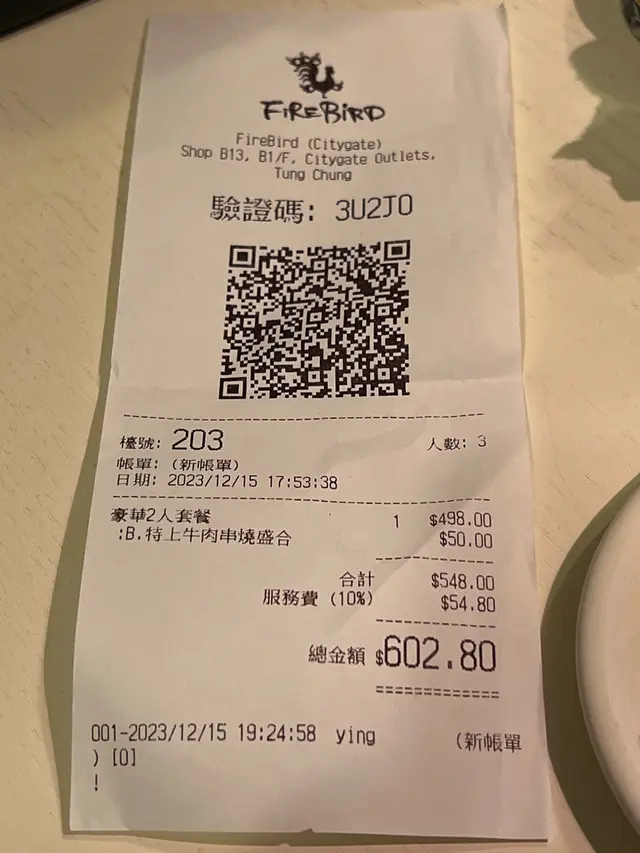 FIREBIRD
FireBird (Citygate)
Shop B13, B1/F, Citygate Outlets,
Tung Chung
驗證碼: 3U2J0
檯號: 203 人數: 3
帳單: (新帳單)
日期: 2023/12/15 17:53:38
豪華2人套餐 1 $498.00
:B.特上牛肉串燒盛合 $50.00
合計 $548.00
服務費 (10%) $54.80
總金額 $602.80
001-2023/12/15 19:24:58 ying (新帳單
) [0]
!